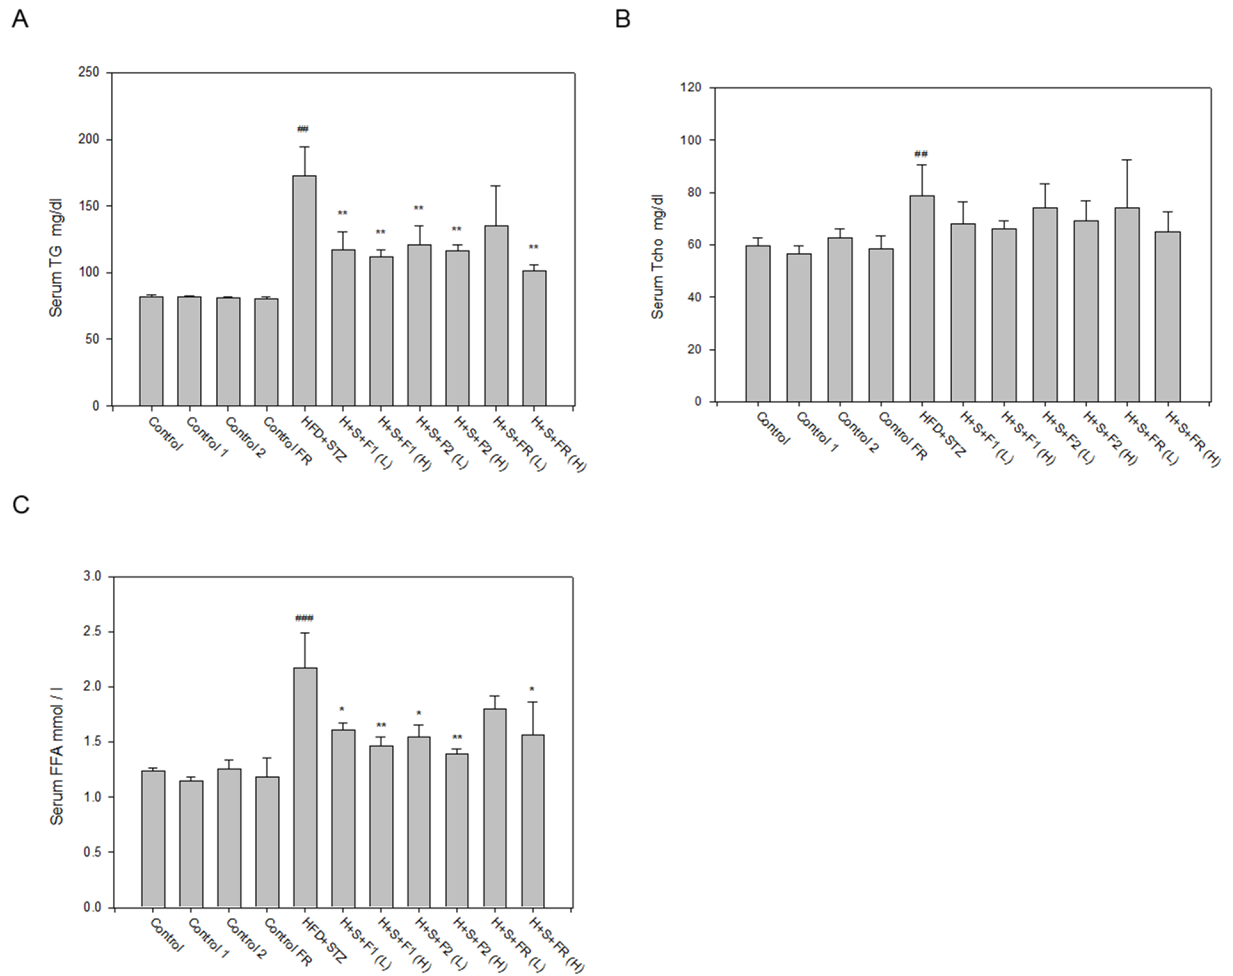 A
250
200
150
100
50
0
Serum TG mg/dl
##
**
**
**
**
**
Control
Control 1
Control 2
Control FR
HFD+STZ
H+S+F1 (L)
H+S+F1 (H)
H+S+F2 (L)
H+S+F2 (H)
H+S+FR (L)
H+S+FR (H)
B
120
100
80
60
40
20
0
Serum Tcho mg/dl
##
Control
Control 1
Control 2
Control FR
HFD+STZ
H+S+F1 (L)
H+S+F1 (H)
H+S+F2 (L)
H+S+F2 (H)
H+S+FR (L)
H+S+FR (H)
C
3.0
2.5
2.0
1.5
1.0
0.5
0.0
Serum FFA mmol / l
###
*
**
*
**
*
Control
Control 1
Control 2
Control FR
HFD+STZ
H+S+F1 (L)
H+S+F1 (H)
H+S+F2 (L)
H+S+F2 (H)
H+S+FR (L)
H+S+FR (H)